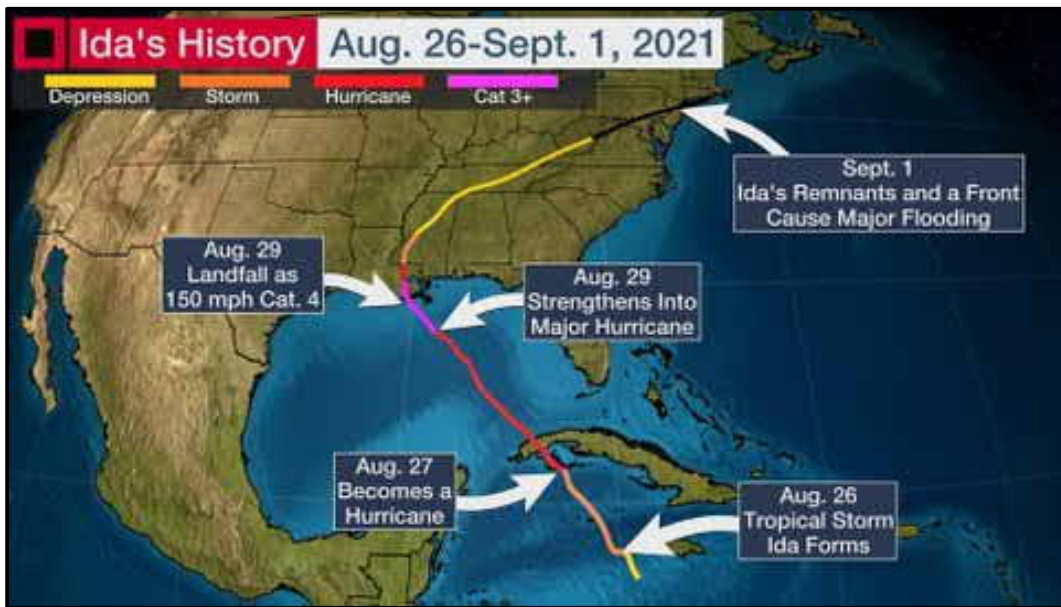 Ida's History Aug. 26-Sept. 1, 2021
Depression Storm Hurricane Cat 3+
Sept. 1
Ida's Remnants and a Front
Cause Major Flooding
Aug. 29
Landfall as
150 mph Cat. 4
Aug. 29
Strengthens Into
Major Hurricane
Aug. 27
Becomes a
Hurricane
Aug. 26
Tropical Storm
Ida Forms